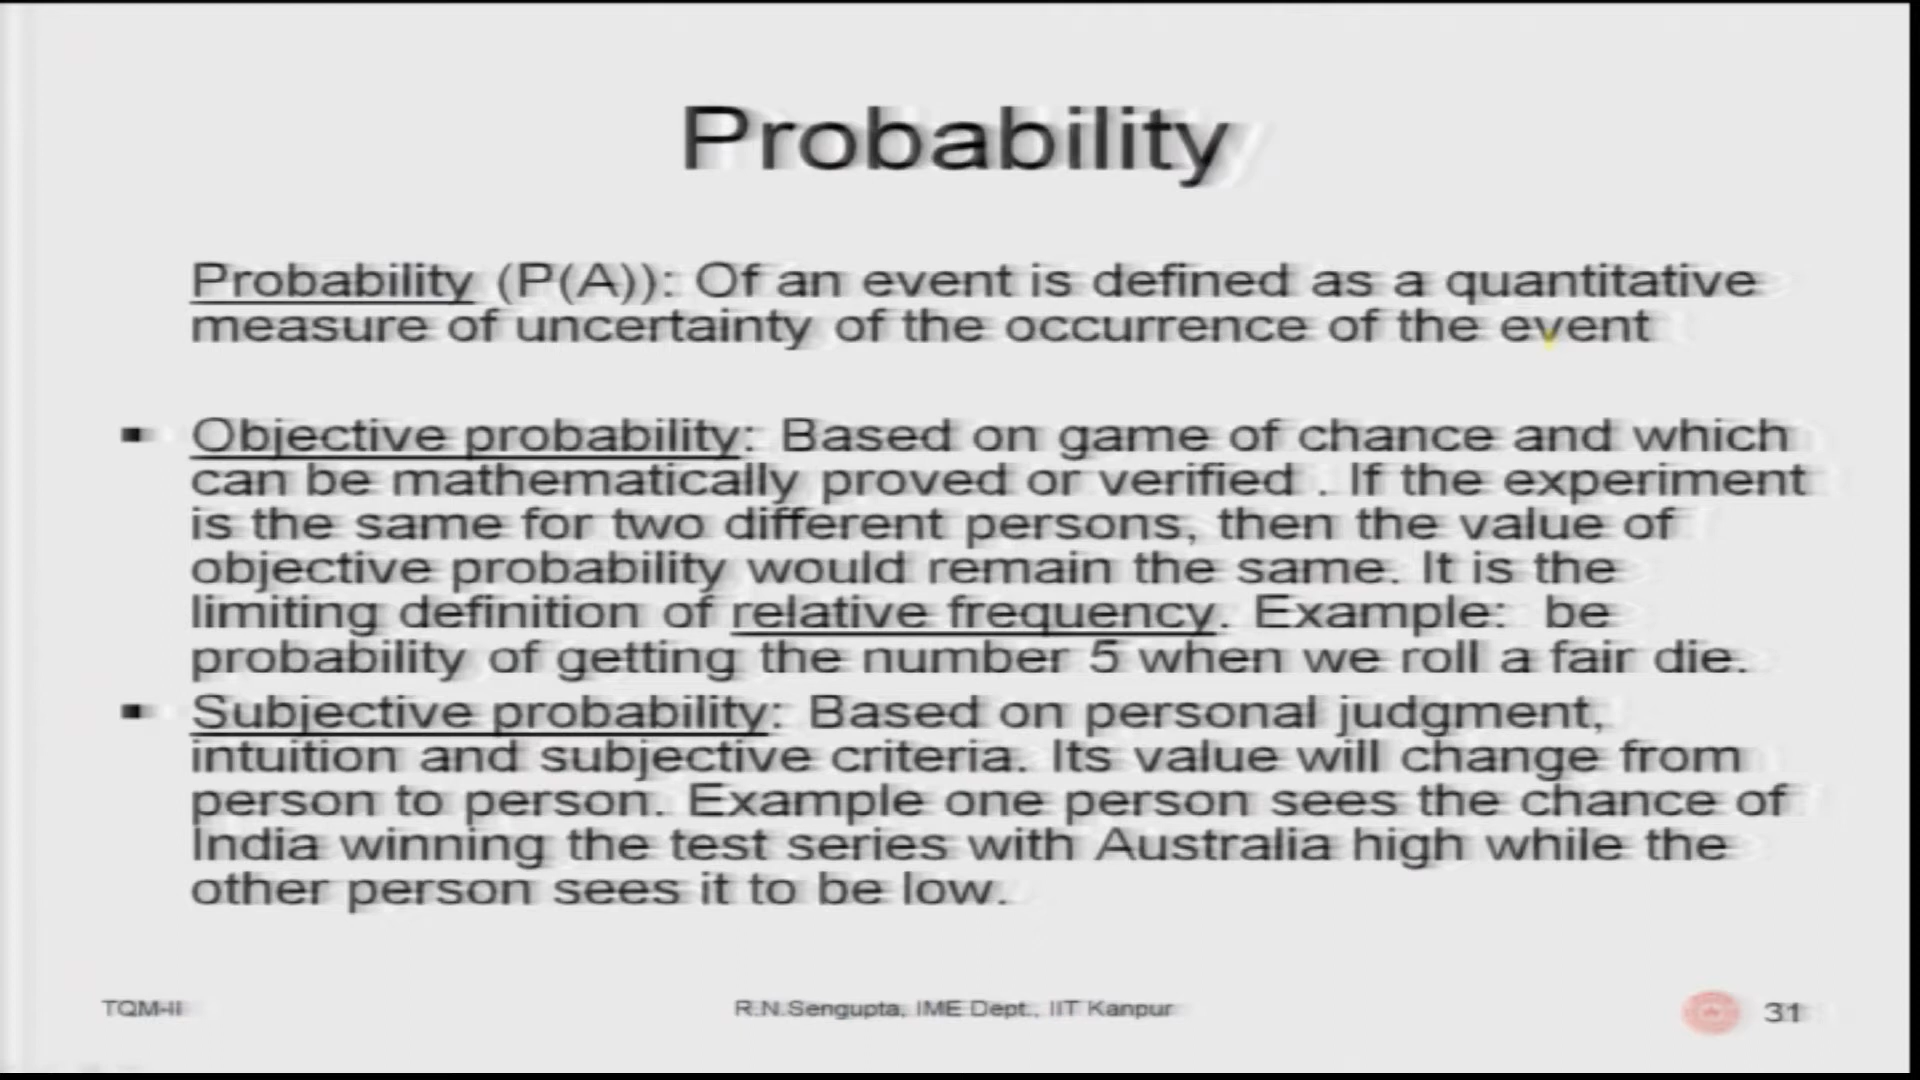 Probability
Probability (P(A)): Of an event is defined as a quantitative
measure of uncertainty of the occurrence of the event
▪ Objective probability: Based on game of chance and which
can be mathematically proved or verified . If the experiment
is the same for two different persons, then the value of
objective probability would remain the same. It is the
limiting definition of relative frequency. Example: be
probability of getting the number 5 when we roll a fair die.
▪ Subjective probability: Based on personal judgment,
intuition and subjective criteria. Its value will change from
person to person. Example one person sees the chance of
India winning the test series with Australia high while the
other person sees it to be low.
TQM-II
R.N.Sengupta, IME Dept., IIT Kanpur
31